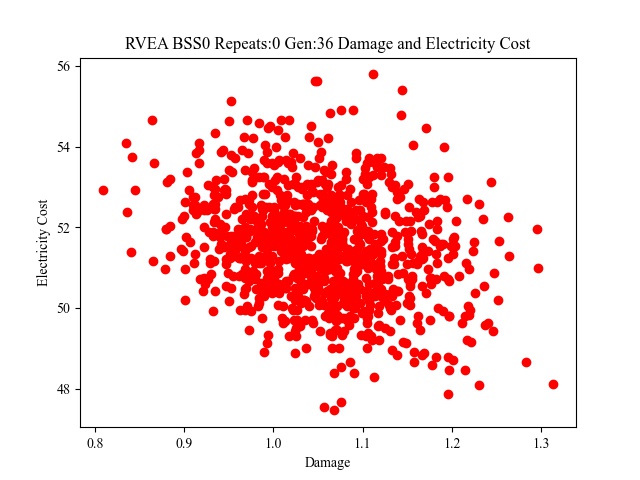 RVEA BSS0 Repeats:0 Gen:36 Damage and Electricity Cost
56
54
52
50
48
Electricity Cost
0.8 0.9 1.0 1.1 1.2 1.3
Damage